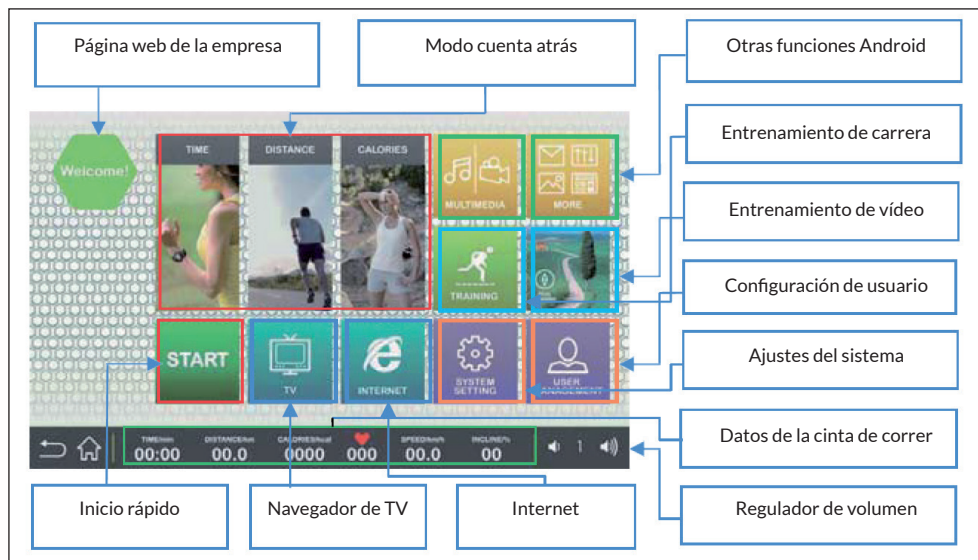 Página web de la empresa
Modo cuenta atrás
Otras funciones Android
Entrenamiento de carrera
Entrenamiento de vídeo
Configuración de usuario
Ajustes del sistema
Datos de la cinta de correr
Regulador de volumen
Welcome!
TIME
DISTANCE
CALORIES
MULTIMEDIA
MORE
TRAINING
START
TV
INTERNET
SYSTEM
SETTING
USER
MANAGEMENT
TIME/min
DISTANCE/km
CALORIES/kcal
SPEED/km/h
INCLINE/%
00:00
00.0
0000
000
00.0
00
1
Inicio rápido
Navegador de TV
Internet